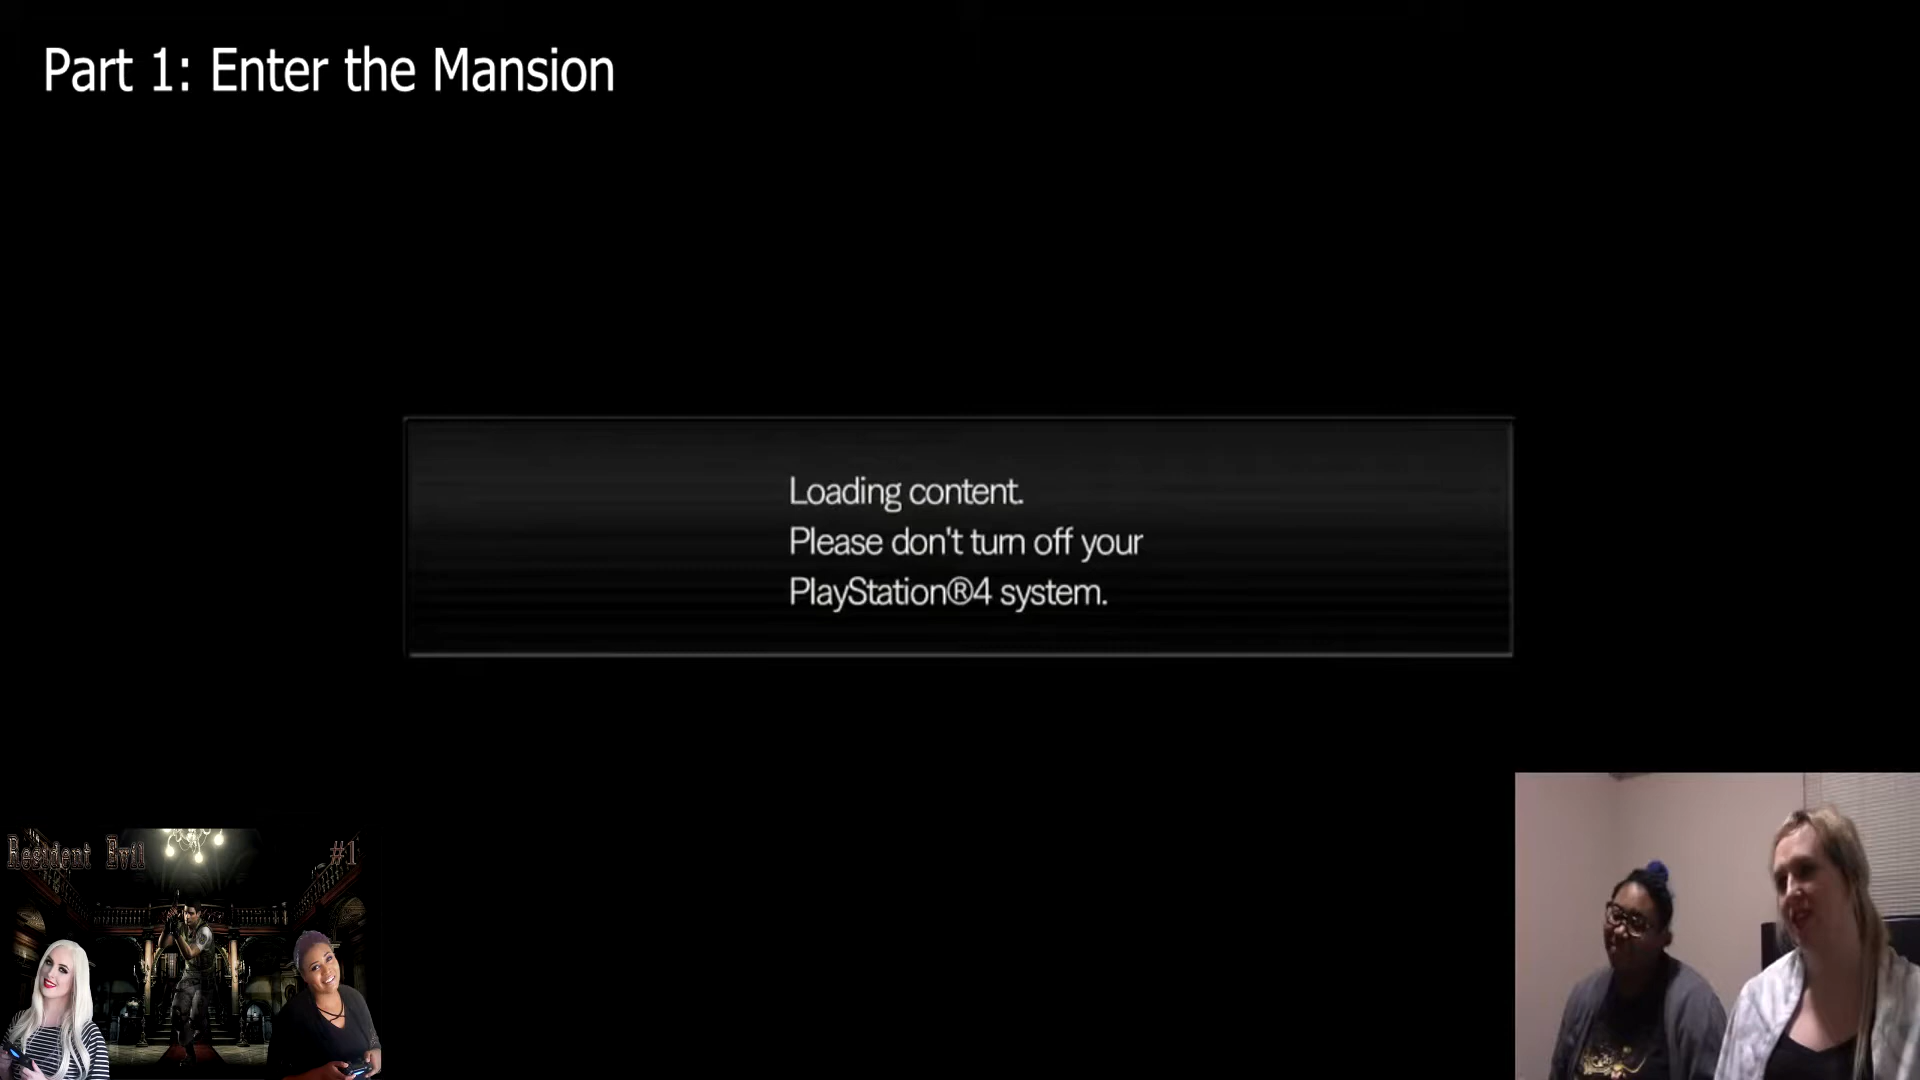 Part 1: Enter the Mansion
Loading content.
Please don't turn off your
PlayStation®4 system.
Resident Evil #1